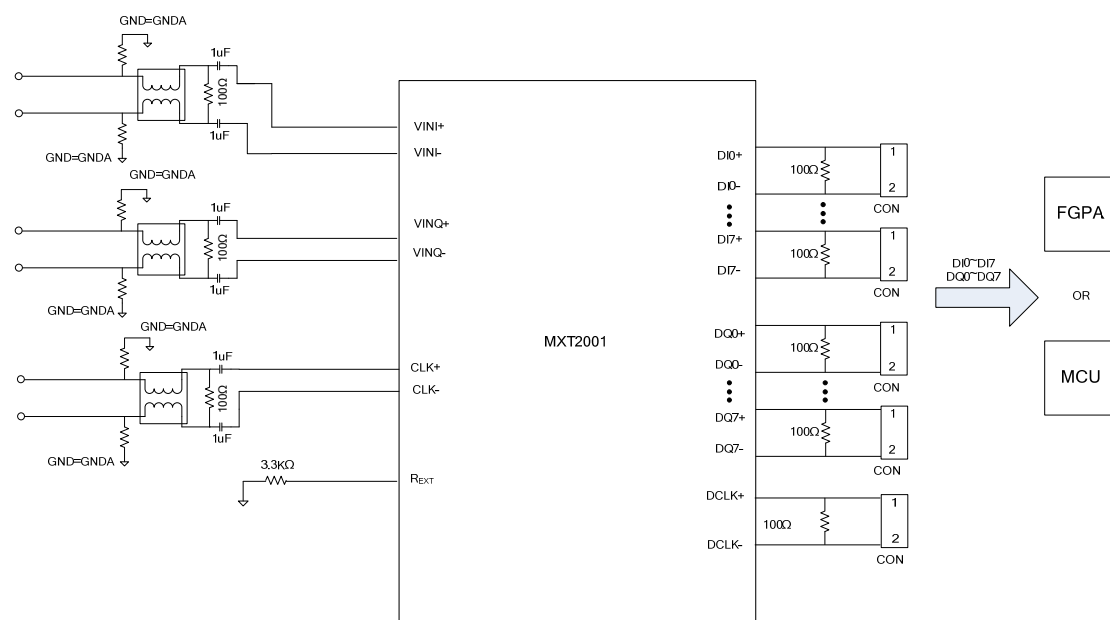 GND=GNDA
1uF
100Ω
1uF
GND=GNDA
VINI+
VINI-
GND=GNDA
1uF
100Ω
1uF
GND=GNDA
VINQ+
VINQ-
GND=GNDA
1uF
100Ω
1uF
GND=GNDA
CLK+
CLK-
3.3KΩ
REXT
MXT2001
DI0+
DI0-
100Ω
1
2
CON
DI7+
DI7-
100Ω
1
2
CON
DQ0+
DQ0-
100Ω
1
2
CON
DQ7+
DQ7-
100Ω
1
2
CON
DCLK+
DCLK-
100Ω
1
2
CON
DI0~DI7
DQ0~DQ7
FGPA
OR
MCU